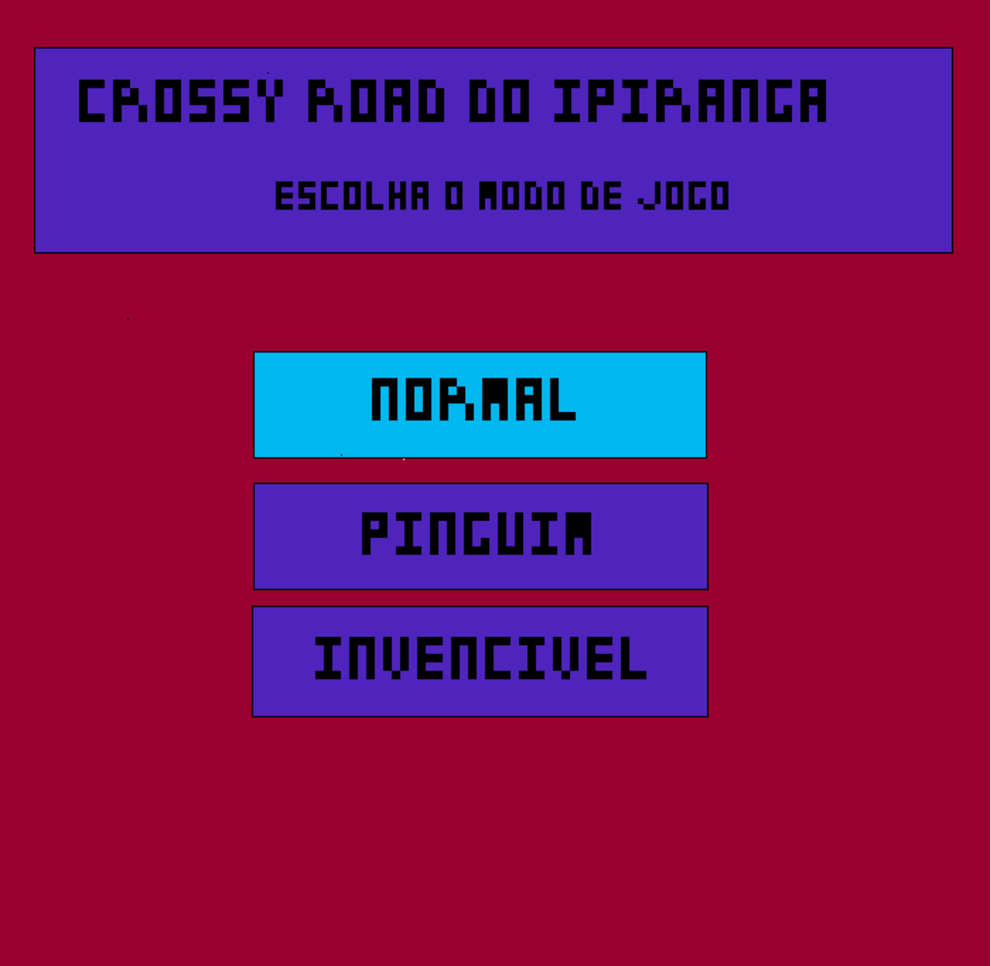 CROSSY ROAD DO IPIRANGA
ESCOLHA O MODO DE JOGO
NORMAL
PINGUIM
INVENCIVEL